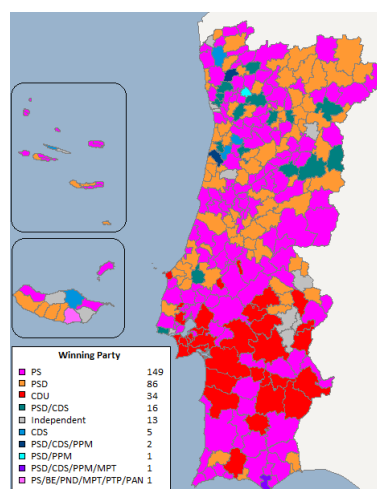 Winning Party
PS 149
PSD 86
CDU 34
PSD/CDS 16
Independent 13
CDS 5
PSD/CDS/PPM 2
PSD/PPM 1
PSD/CDS/PPM/MPT 1
PS/BE/PND/MPT/PTP/PAN 1